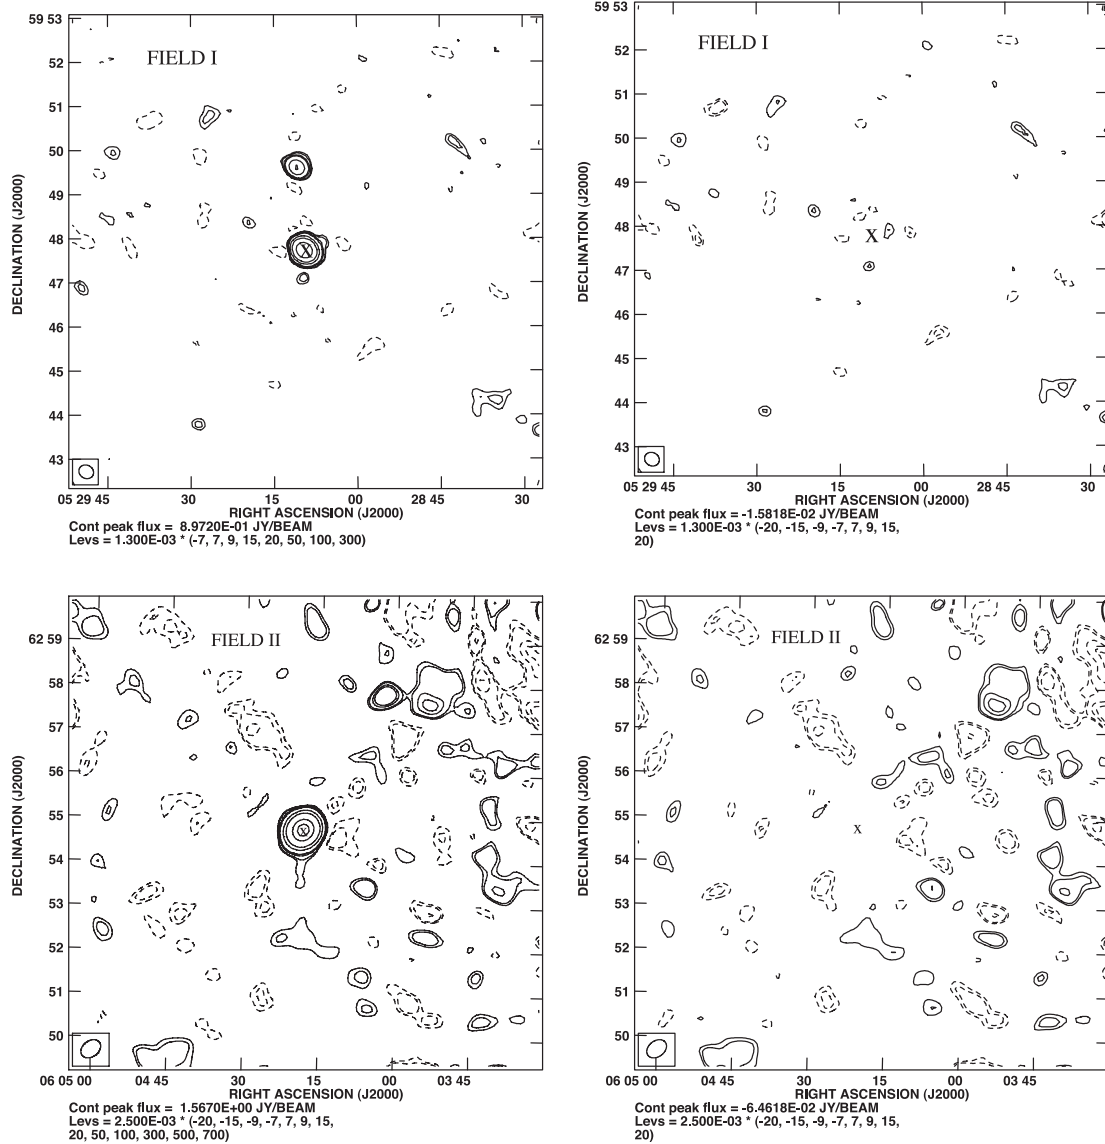 59 53
52
51
50
49
48
47
46
45
44
43
DECLINATION (J2000)
FIELD I
X
05 29 45
30
15
00
28 45
30
RIGHT ASCENSION (J2000)
Cont peak flux = 8.9720E-01 JY/BEAM
Levs = 1.300E-03 * (-7, 7, 9, 15, 20, 50, 100, 300)
59 53
52
51
50
49
48
47
46
45
44
43
DECLINATION (J2000)
FIELD I
X
05 29 45
30
15
00
28 45
30
RIGHT ASCENSION (J2000)
Cont peak flux = -1.5818E-02 JY/BEAM
Levs = 1.300E-03 * (-20, -15, -9, -7, 7, 9, 15,
20)
62 59
58
57
56
55
54
53
52
51
50
DECLINATION (J2000)
FIELD II
X
06 05 00
04 45
30
15
00
03 45
RIGHT ASCENSION (J2000)
Cont peak flux = 1.5670E+00 JY/BEAM
Levs = 2.500E-03 * (-20, -15, -9, -7, 7, 9, 15,
20, 50, 100, 300, 500, 700)
62 59
58
57
56
55
54
53
52
51
50
DECLINATION (J2000)
FIELD II
X
06 05 00
04 45
30
15
00
03 45
RIGHT ASCENSION (J2000)
Cont peak flux = -6.4618E-02 JY/BEAM
Levs = 2.500E-03 * (-20, -15, -9, -7, 7, 9, 15,
20)